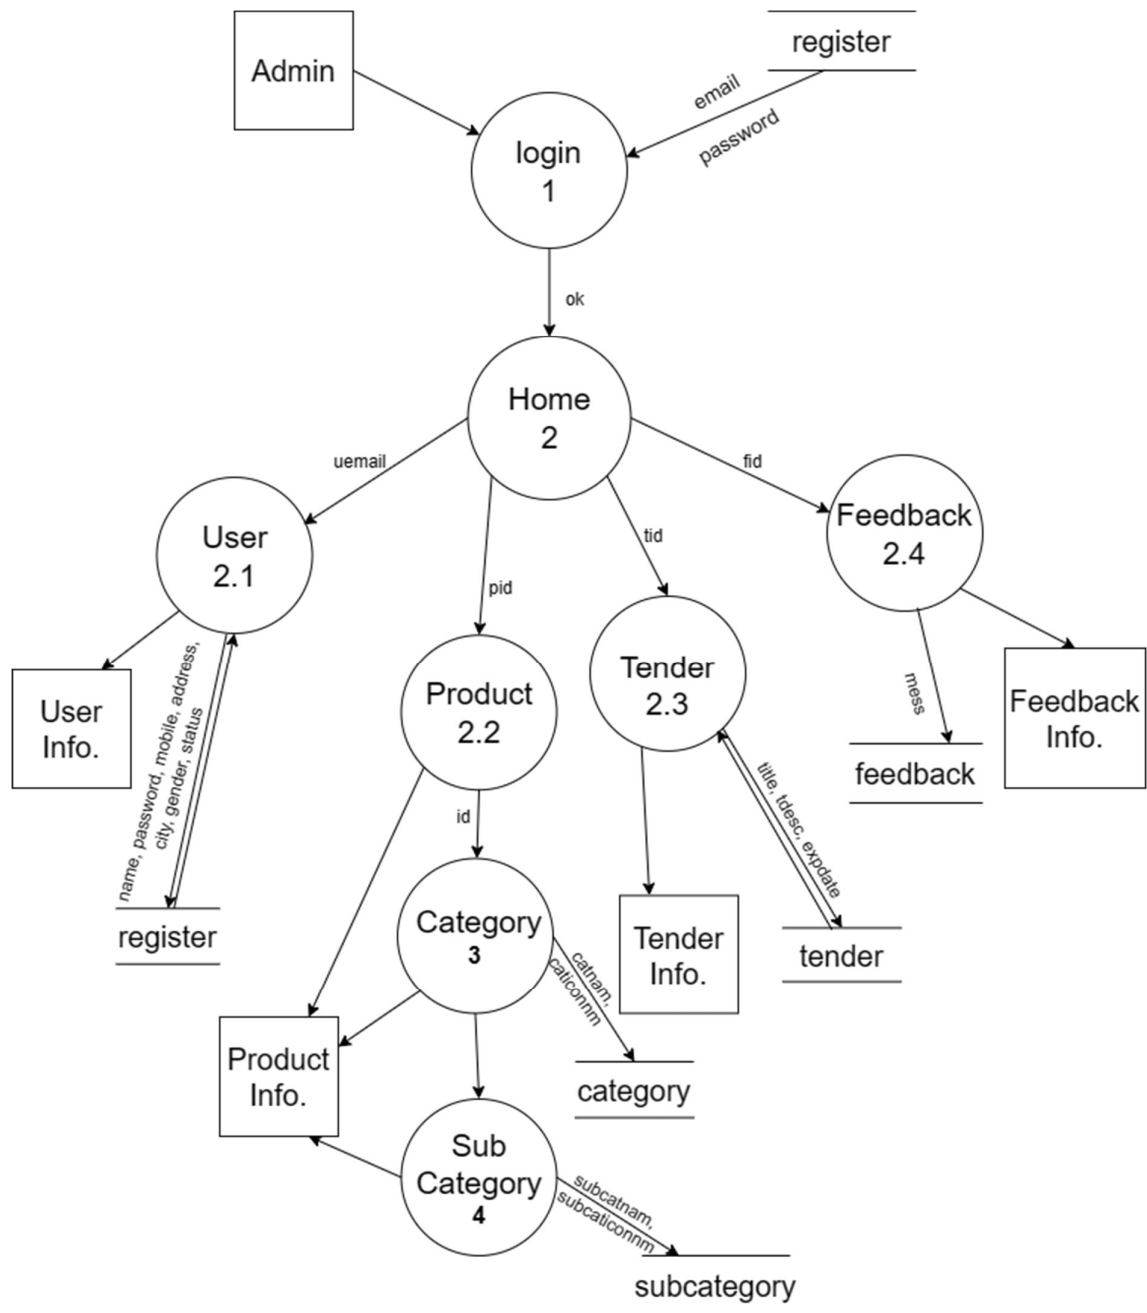 Admin
register
email
password
login
1
ok
Home
2
uemail
fid
User
2.1
pid
tid
Feedback
2.4
User
Info.
name, password, mobile, address,
city, gender, status
register
Product
2.2
Tender
2.3
mess
feedback
Feedback
Info.
id
title, tdesc, expdate
Category
3
catnam,
caticonnm
Tender
Info.
tender
Product
Info.
category
Sub
Category
4
subcatnam,
subcaticonnm
subcategory